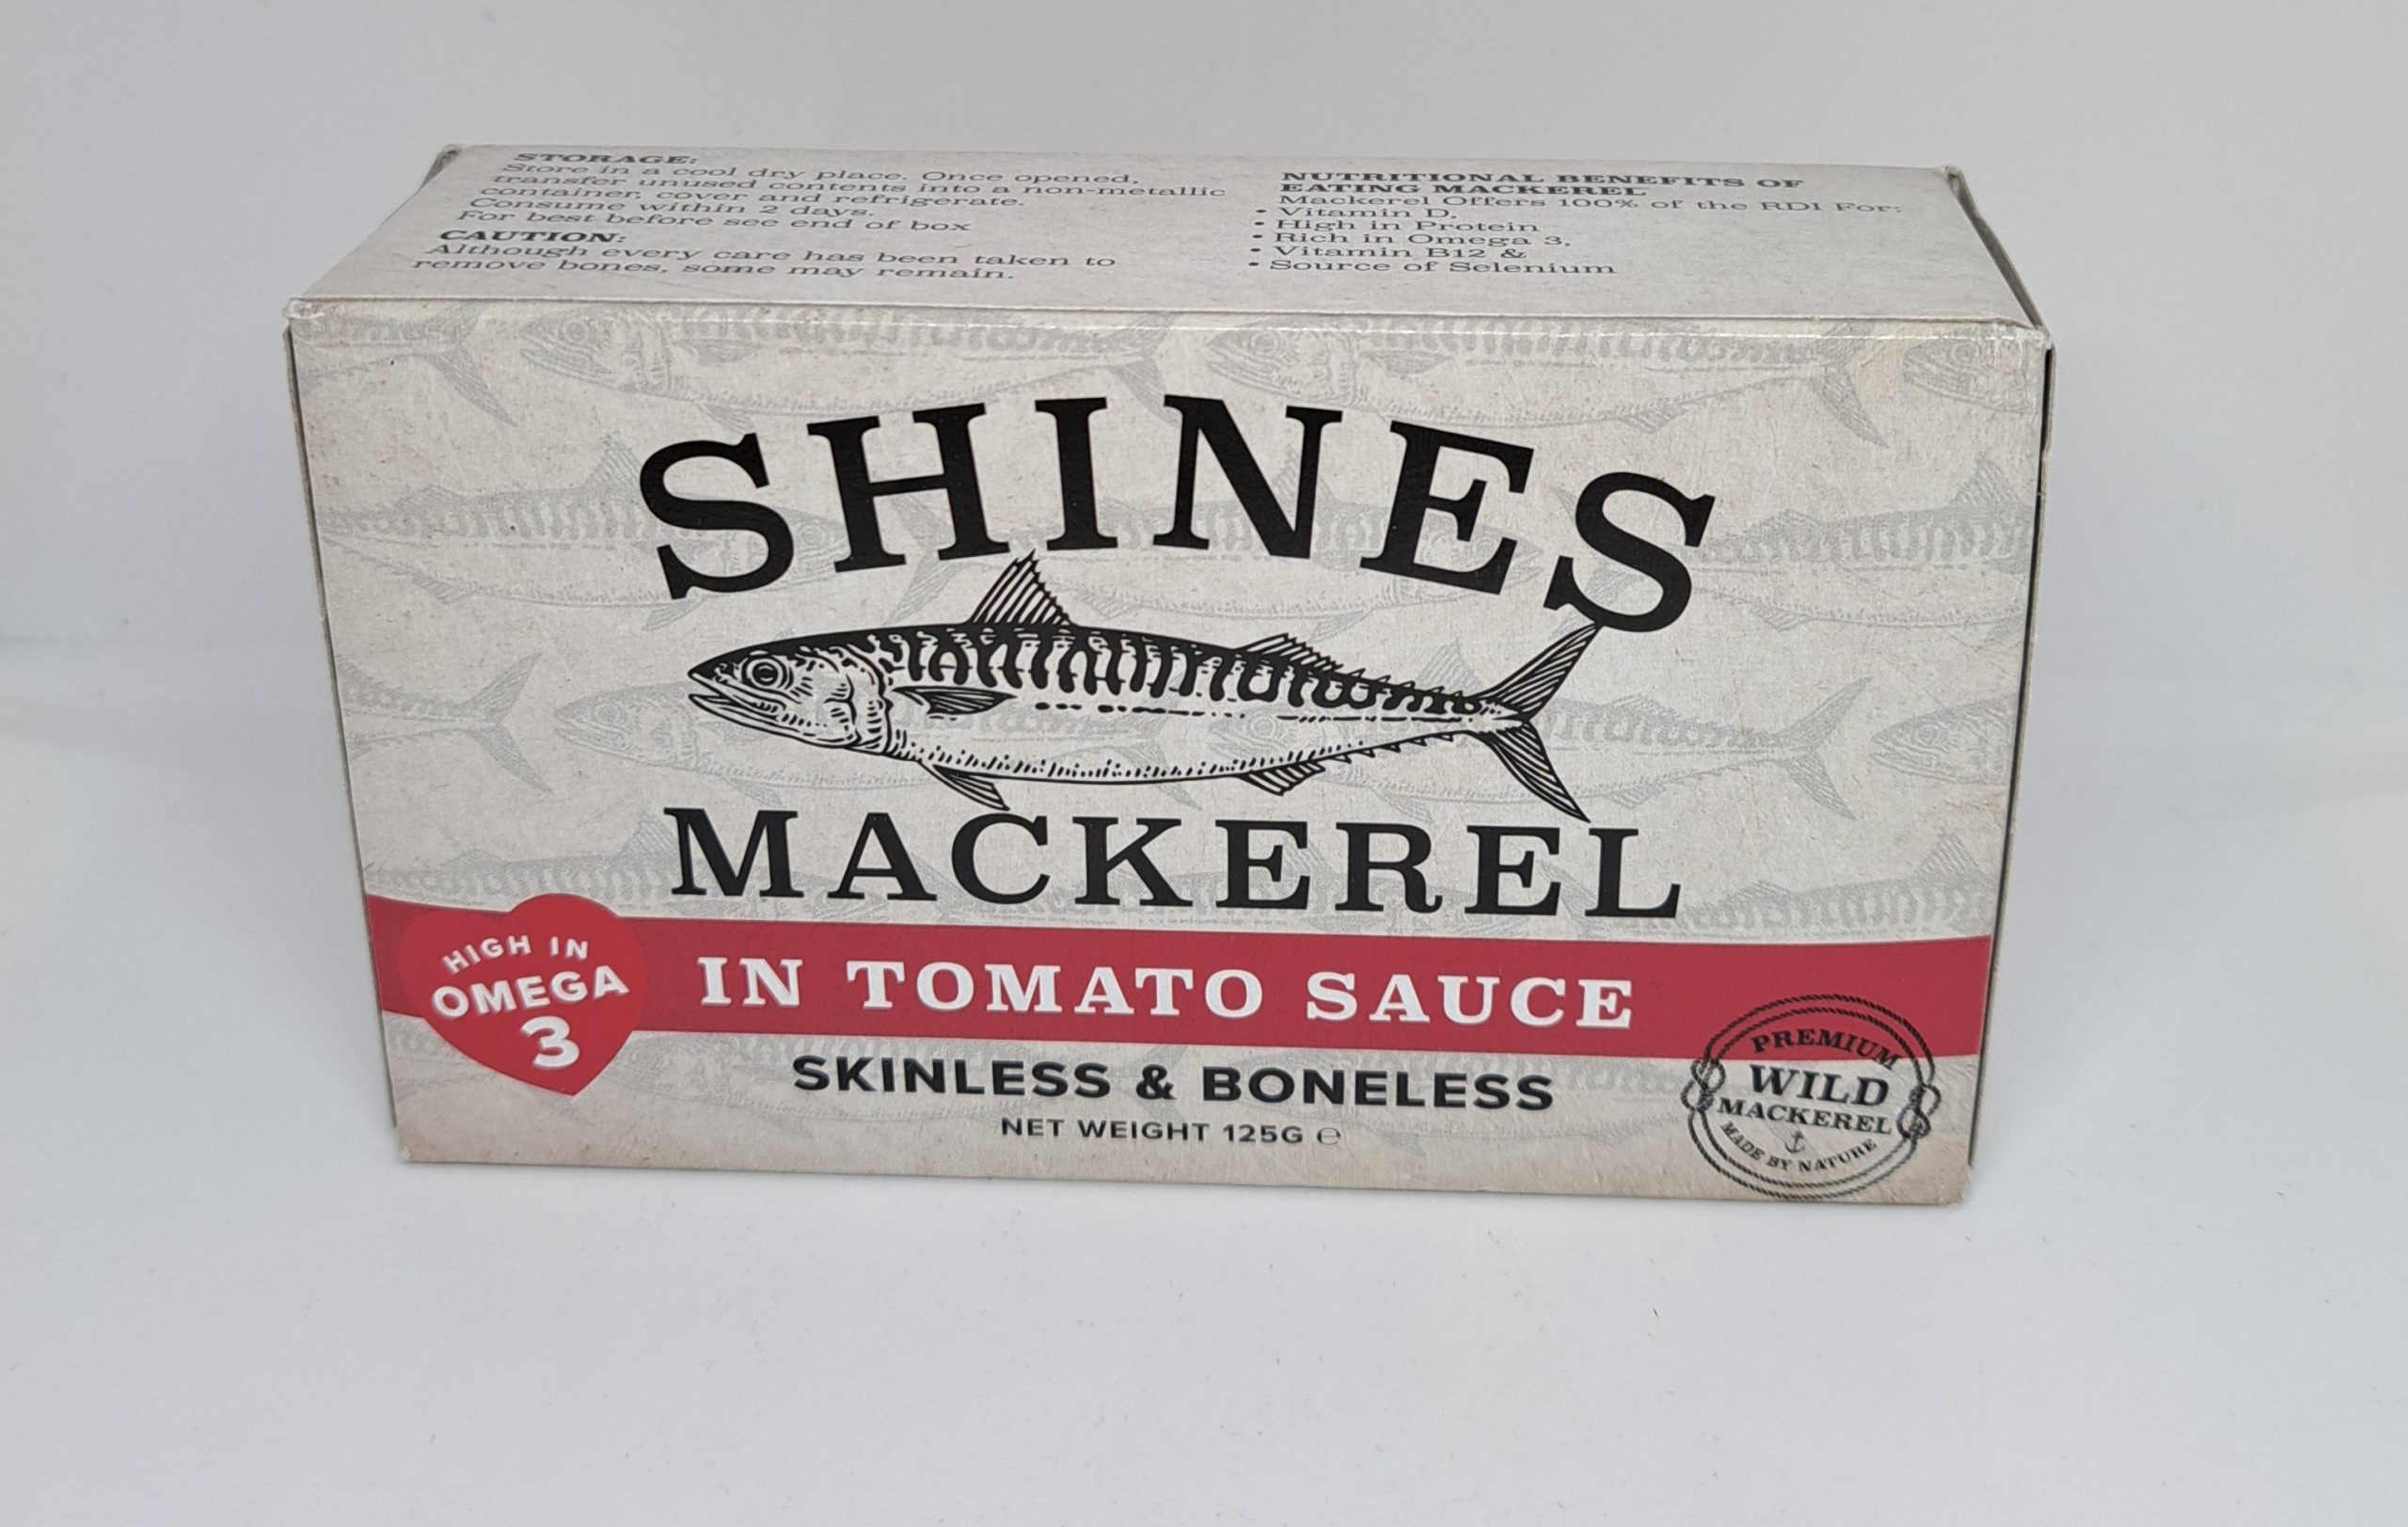 STORAGE:
Store in a cool dry place. Once opened,
transfer unused contents into a non-metallic
container, cover and refrigerate.
Consume within 2 days.
For best before see end of box
CAUTION:
Although every care has been taken to
remove bones, some may remain.
NUTRITIONAL BENEFITS OF
EATING MACKEREL
Mackerel Offers 100% of the RDI For:
• Vitamin D,
• High in Protein
• Rich in Omega 3,
• Vitamin B12 &
• Source of Selenium
SHINES
MACKEREL
HIGH IN
OMEGA
3
IN TOMATO SAUCE
SKINLESS & BONELESS
NET WEIGHT 125G ℮
PREMIUM
WILD
MACKEREL
MADE BY NATURE